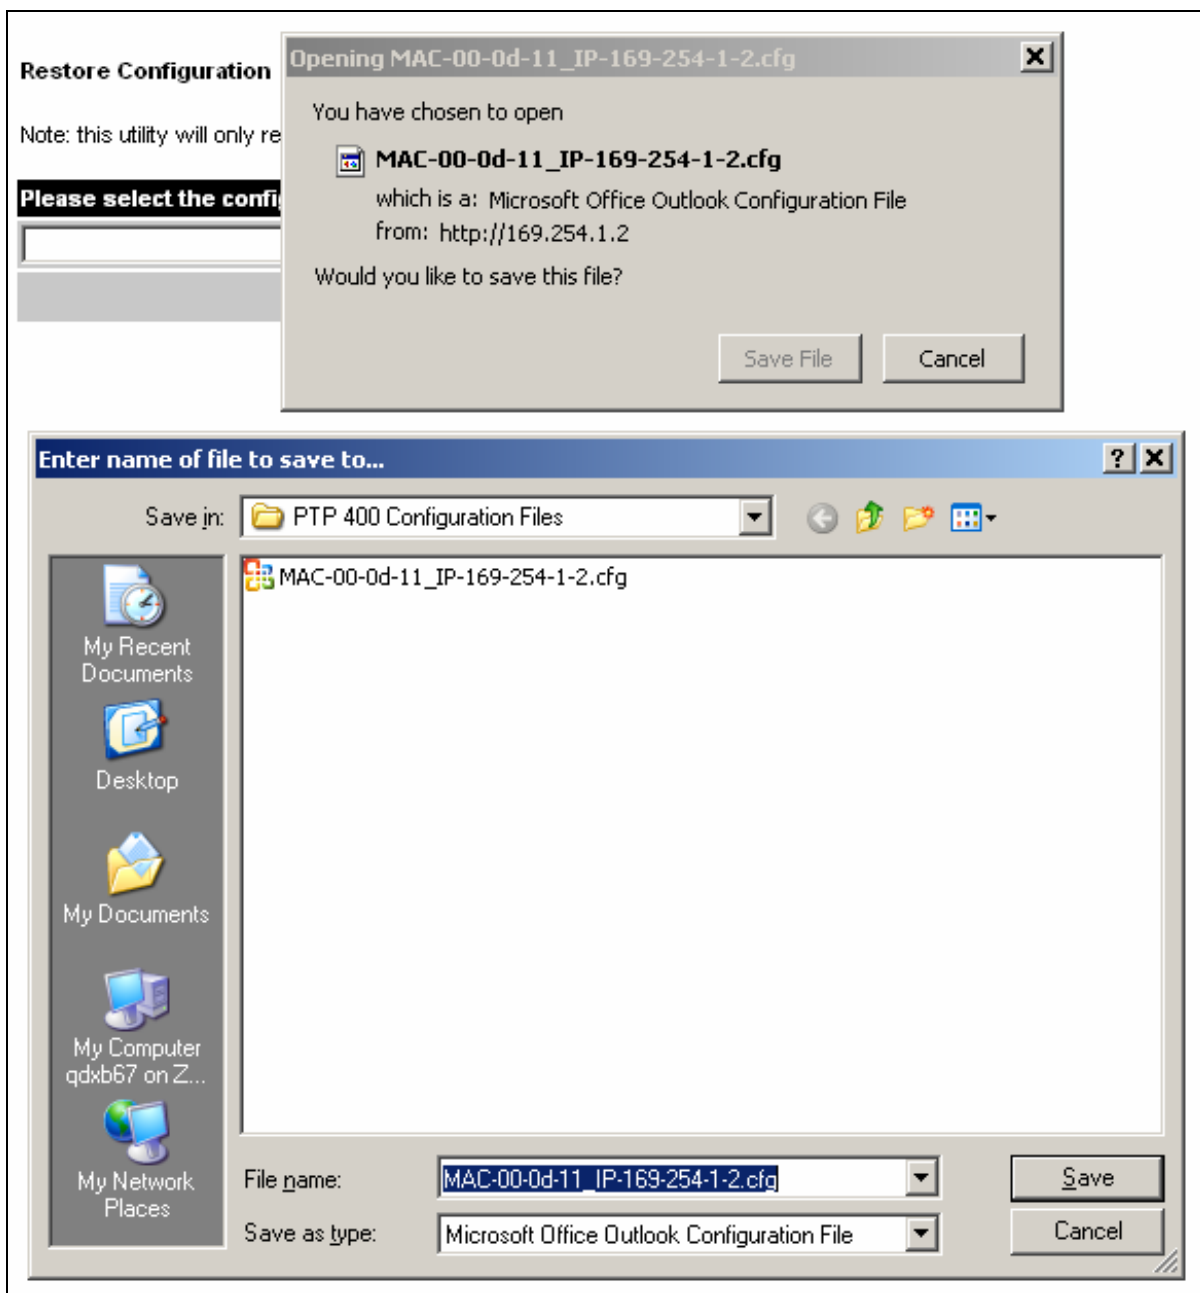 Restore Configuration
Note: this utility will only re
Please select the config
Opening MAC-00-0d-11_IP-169-254-1-2.cfg
You have chosen to open
MAC-00-0d-11_IP-169-254-1-2.cfg
which is a: Microsoft Office Outlook Configuration File
from: http://169.254.1.2
Would you like to save this file?
Save File
Cancel
Enter name of file to save to...
Save in:
PTP 400 Configuration Files
MAC-00-0d-11_IP-169-254-1-2.cfg
My Recent
Documents
Desktop
My Documents
My Computer
qdxb67 on Z...
My Network
Places
File name:
MAC-00-0d-11_IP-169-254-1-2.cfg
Save
Save as type:
Microsoft Office Outlook Configuration File
Cancel